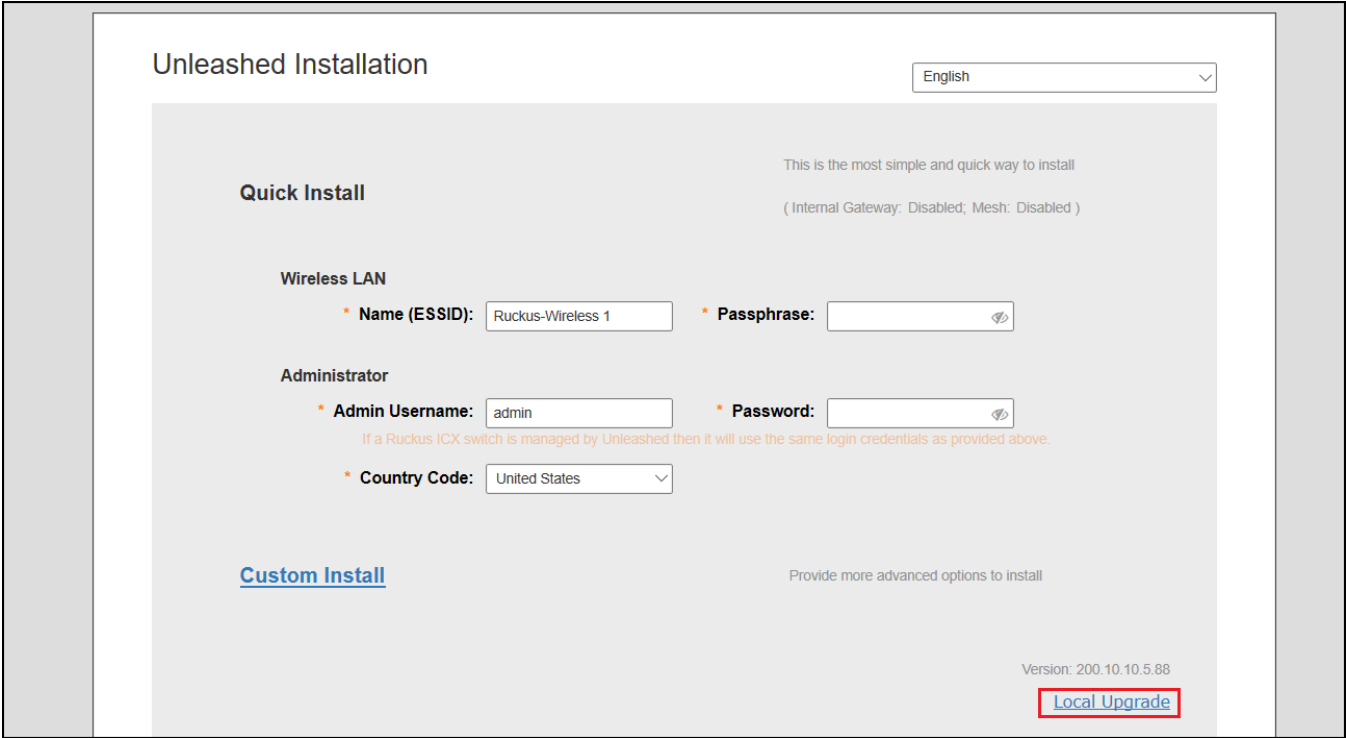 Unleashed Installation
English
Quick Install
This is the most simple and quick way to install
( Internal Gateway: Disabled; Mesh: Disabled )
Wireless LAN
* Name (ESSID): Ruckus-Wireless 1 * Passphrase:
Administrator
* Admin Username: admin * Password:
If a Ruckus ICX switch is managed by Unleashed then it will use the same login credentials as provided above.
* Country Code: United States
Custom Install Provide more advanced options to install
Version: 200.10.10.5.88
Local Upgrade